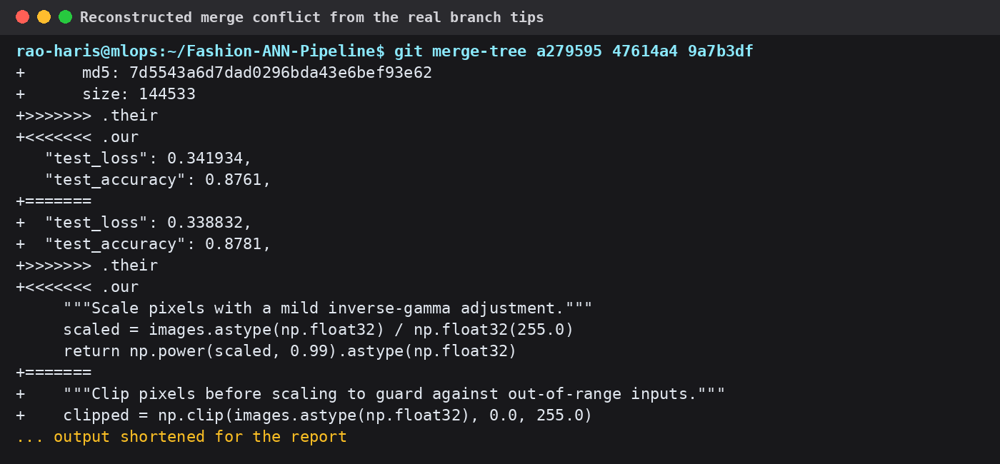 Reconstructed merge conflict from the real branch tips
rao-haris@mlops:~/Fashion-ANN-Pipeline$ git merge-tree a279595 47614a4 9a7b3df
+      md5: 7d5543a6d7dad0296bda43e6bef93e62
+      size: 144533
+>>>>>>> .their
+<<<<<<< .our
   "test_loss": 0.341934,
   "test_accuracy": 0.8761,
+=======
+  "test_loss": 0.338832,
+  "test_accuracy": 0.8781,
+>>>>>>> .their
+<<<<<<< .our
     """Scale pixels with a mild inverse-gamma adjustment."""
     scaled = images.astype(np.float32) / np.float32(255.0)
     return np.power(scaled, 0.99).astype(np.float32)
+=======
+    """Clip pixels before scaling to guard against out-of-range inputs."""
+    clipped = np.clip(images.astype(np.float32), 0.0, 255.0)
... output shortened for the report